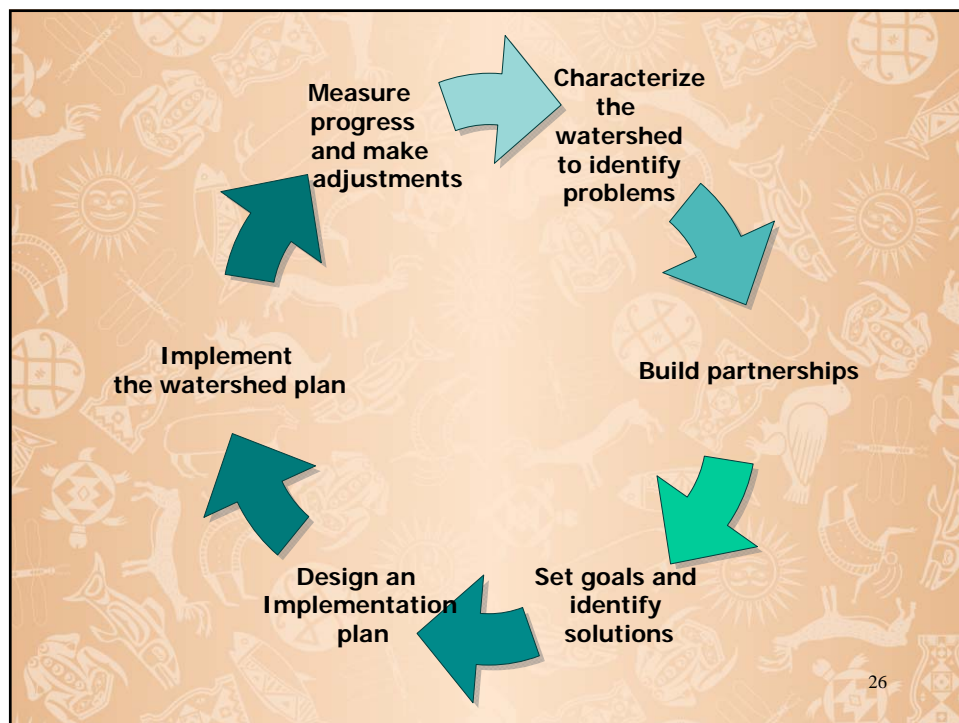 Measure
progress
and make
adjustments
Characterize
the
watershed
to identify
problems
Build partnerships
Set goals and
identify
solutions
Design an
Implementation
plan
Implement
the watershed plan
26